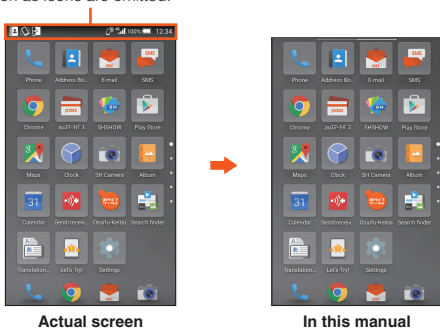 such as icons are omitted.
100% 12:34
Phone Address Bo... E-mail SMS
Chrome auｽﾏｰﾄﾊﾟｽ SHSHOW Play Store
Maps Clock SH Camera Album
31
Calendar Send/receiv... Osaifu-Keitai Search finder
Translation... Let's Try! Settings
Phone Address Bo... E-mail SMS
Chrome auｽﾏｰﾄﾊﾟｽ SHSHOW Play Store
Maps Clock SH Camera Album
31
Calendar Send/receiv... Osaifu-Keitai Search finder
Translation... Let's Try! Settings
Actual screen
In this manual